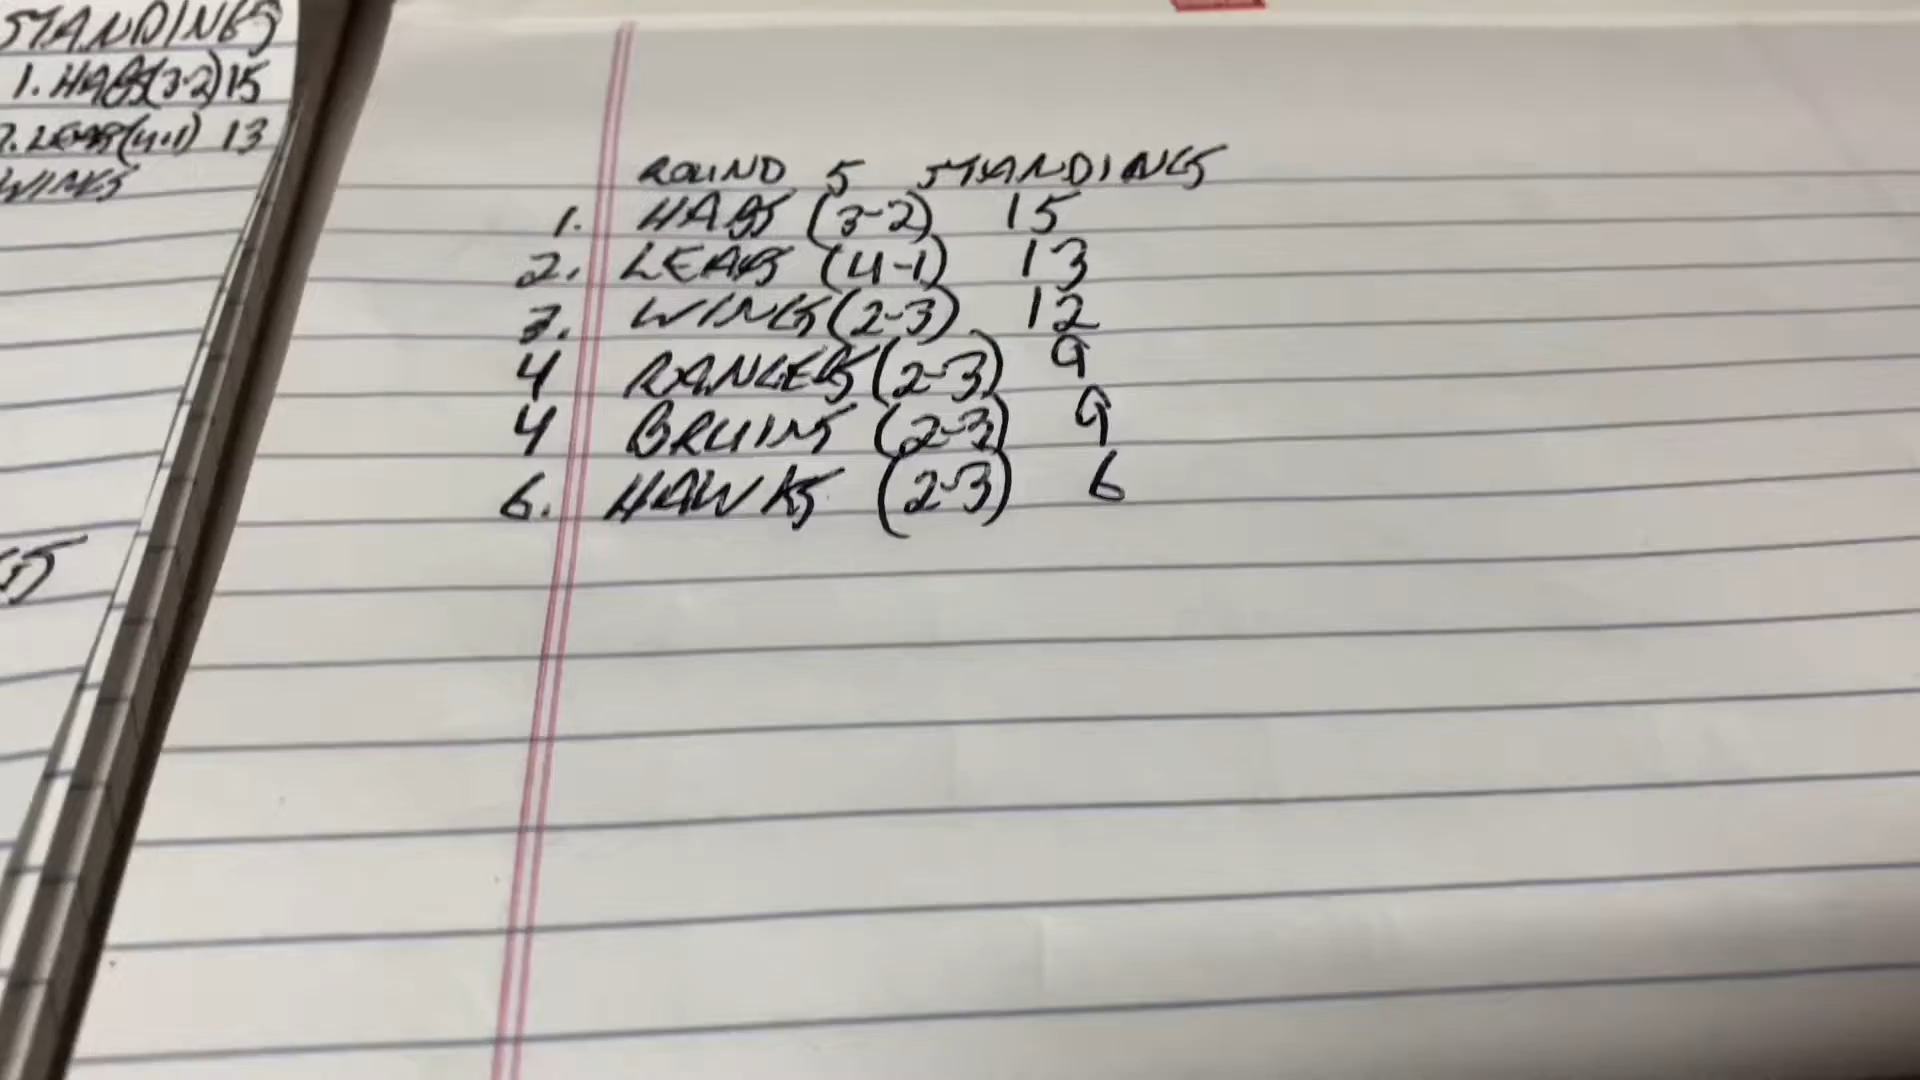 STANDINGS
1. HABS(3-2) 15
2. LEAFS(4-1) 13
WINGS
ROUND 5 STANDINGS
1. HABS (3-2) 15
2. LEAFS (4-1) 13
3. WINGS (2-3) 12
4 RANGERS (2-3) 9
4 BRUINS (2-3) 9
6. HAWKS (2-3) 6